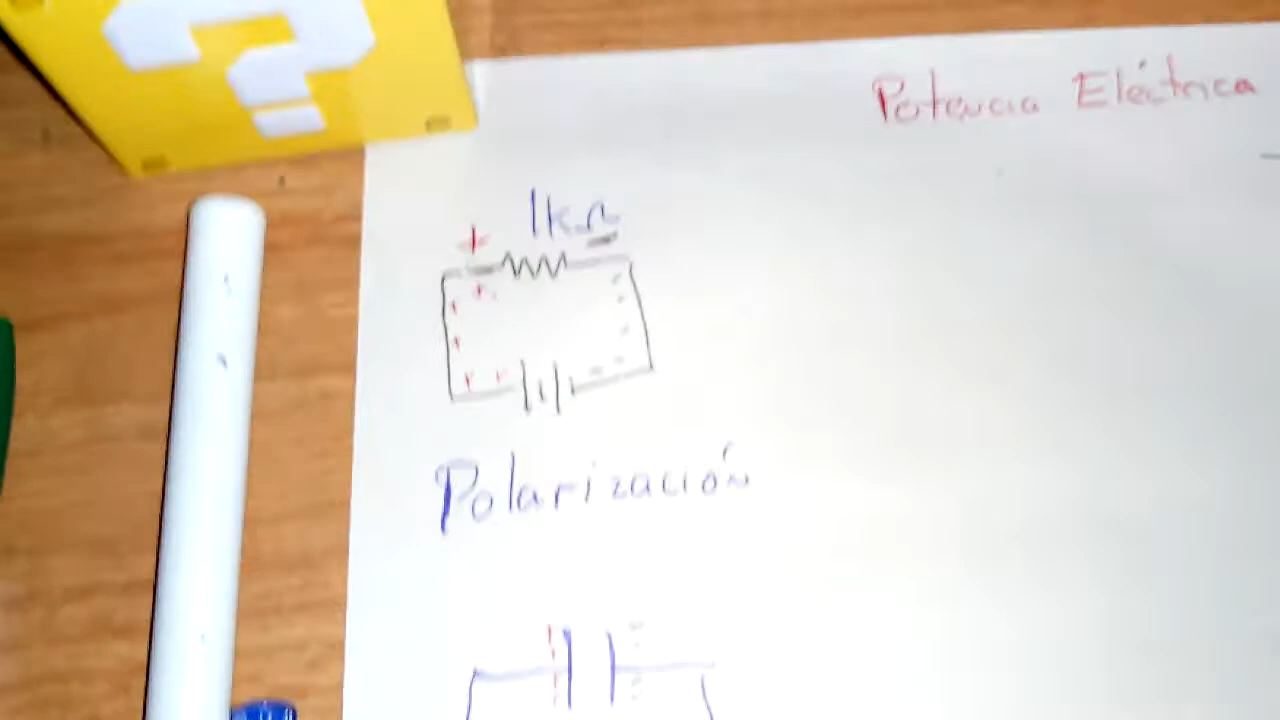 ?
Potencia Eléctrica
1kΩ
+ -
Polarización